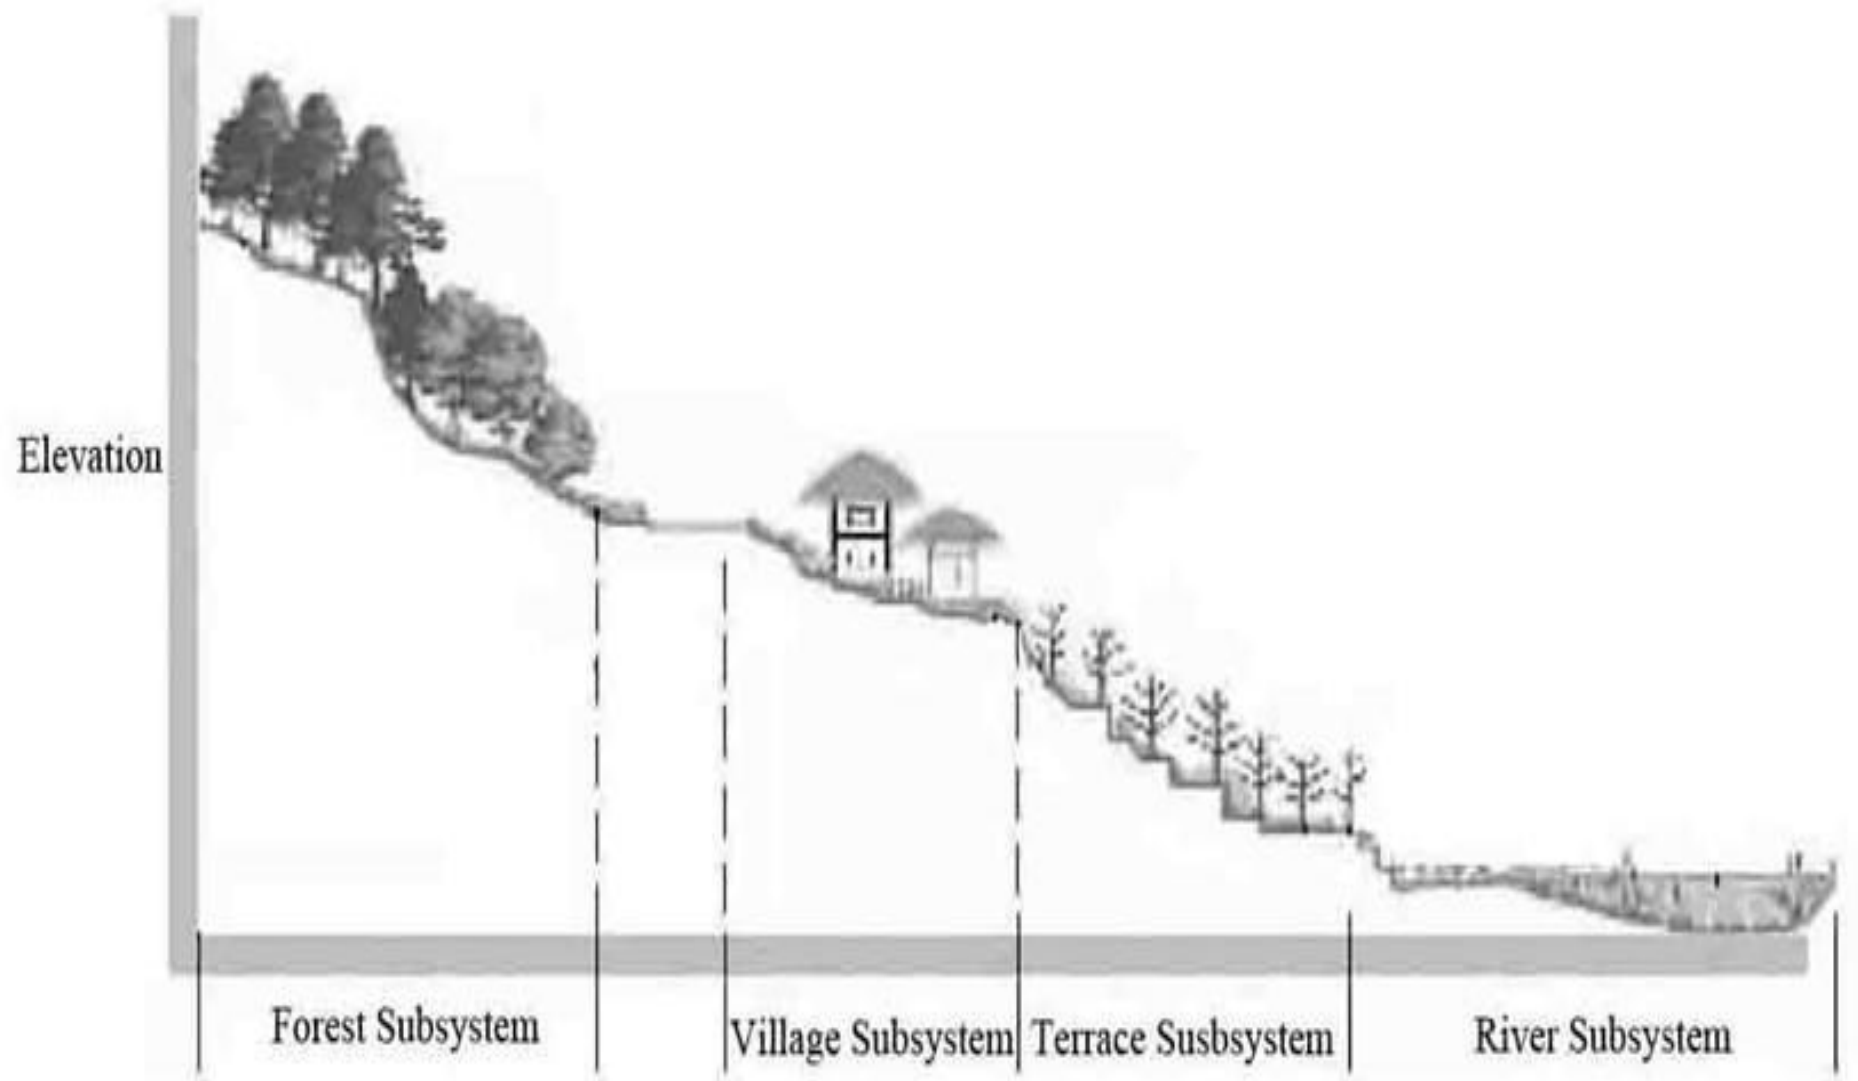 Elevation
Forest Subsystem
Village Subsystem
Terrace Susbsystem
River Subsystem